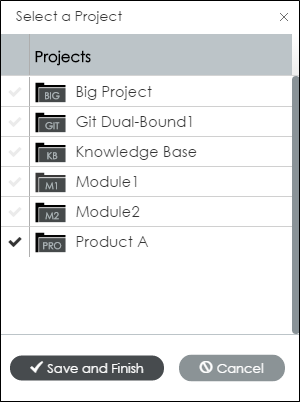 Select a Project
Projects
BIG Big Project
GIT Git Dual-Bound1
KB Knowledge Base
M1 Module1
M2 Module2
PRO Product A
Save and Finish Cancel